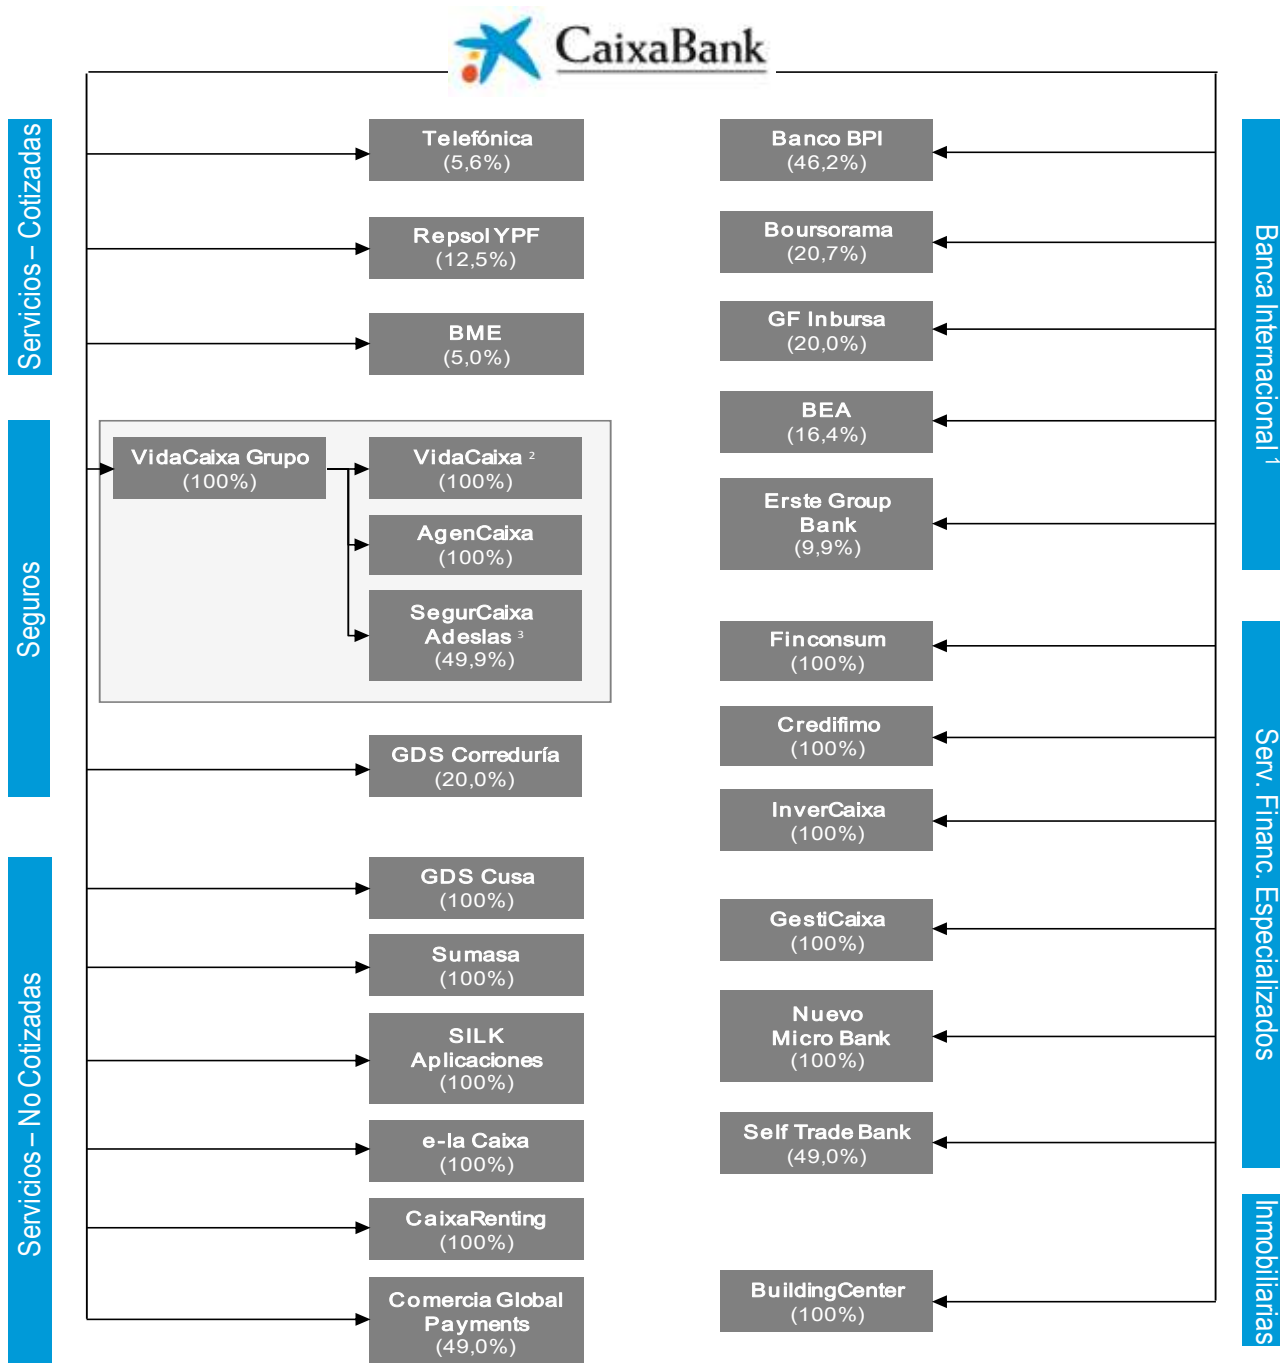 CaixaBank
Servicios – Cotizadas
Telefónica
(5,6%)
Repsol YPF
(12,5%)
BME
(5,0%)
Seguros
VidaCaixa Grupo
(100%)
VidaCaixa ²
(100%)
AgenCaixa
(100%)
SegurCaixa
Adeslas ³
(49,9%)
GDS Correduría
(20,0%)
Servicios – No Cotizadas
GDS Cusa
(100%)
Sumasa
(100%)
SILK
Aplicaciones
(100%)
e-la Caixa
(100%)
CaixaRenting
(100%)
Comercia Global
Payments
(49,0%)
Banca Internacional ¹
Banco BPI
(46,2%)
Boursorama
(20,7%)
GF Inbursa
(20,0%)
BEA
(16,4%)
Erste Group
Bank
(9,9%)
Serv. Financ. Especializados
Finconsum
(100%)
Credifimo
(100%)
InverCaixa
(100%)
GestiCaixa
(100%)
Nuevo
Micro Bank
(100%)
Self Trade Bank
(49,0%)
Inmobiliarias
BuildingCenter
(100%)